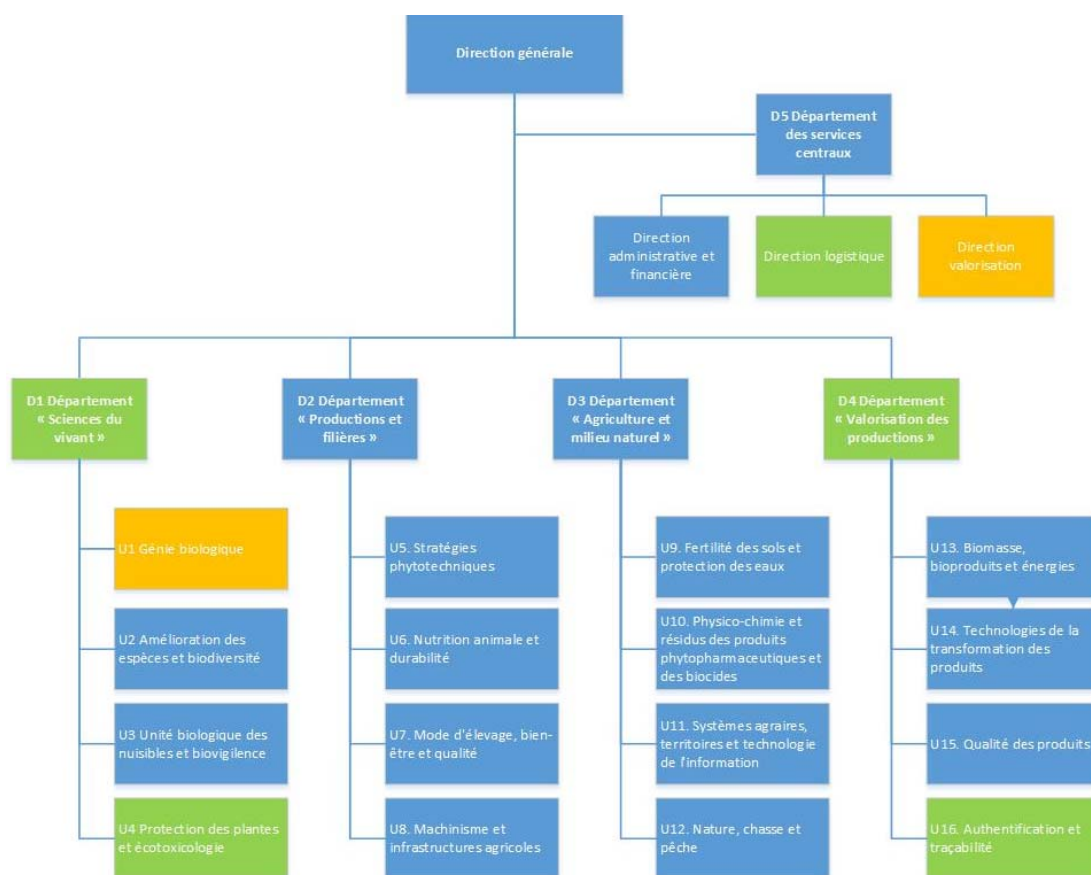 Direction générale
D5 Département
des services
centraux
Direction
administrative et
financière
Direction logistique
Direction
valorisation
D1 Département
« Sciences du
vivant »
D2 Département
« Productions et
filières »
D3 Département
« Agriculture et
milieu naturel »
D4 Département
« Valorisation des
productions »
U1 Génie biologique
U2 Amélioration des
espèces et biodiversité
U3 Unité biologique des
nuisibles et biovigilence
U4 Protection des plantes
et écotoxicologie
U5. Stratégies
phytotechniques
U6. Nutrition animale et
durabilité
U7. Mode d'élevage, bien-
être et qualité
U8. Machinisme et
infrastructures agricoles
U9. Fertilité des sols et
protection des eaux
U10. Physico-chimie et
résidus des produits
phytopharmaceutiques et
des biocides
U11. Systèmes agraires,
territoires et technologie
de l'information
U12. Nature, chasse et
pêche
U13. Biomasse,
bioproduits et énergies
U14. Technologies de la
transformation des
produits
U15. Qualité des produits
U16. Authentification et
traçabilité